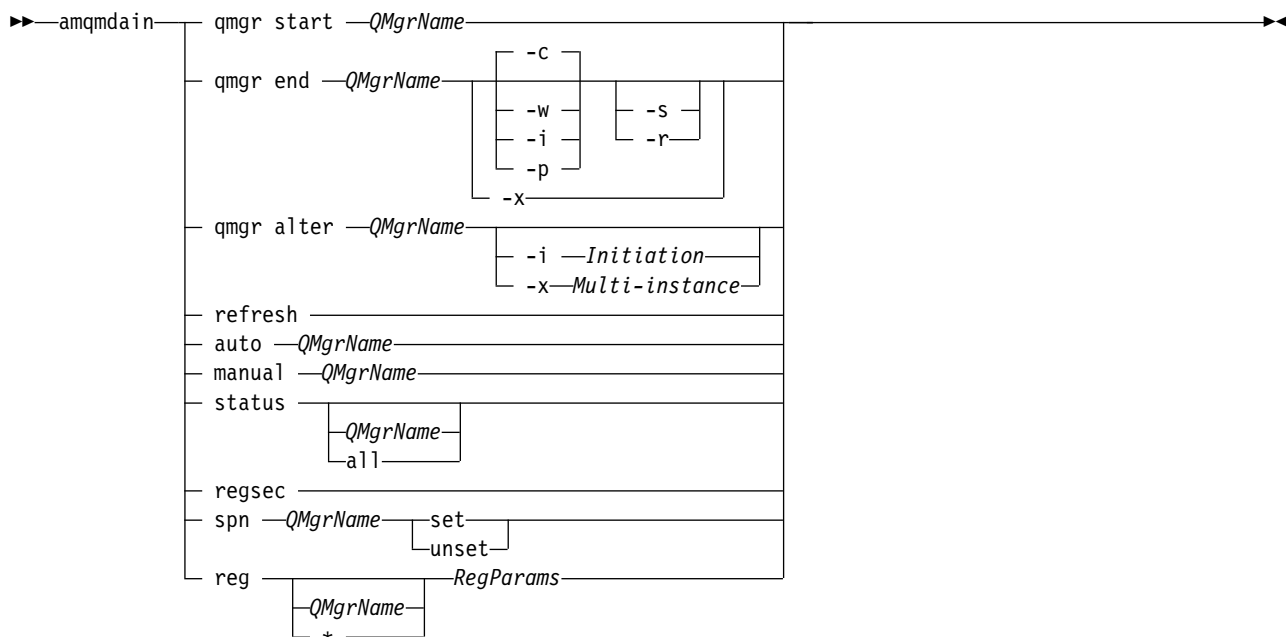 amqmdain qmgr start QMgrName
-c
qmgr end QMgrName
-w -s
-i -r
-p
-x
qmgr alter QMgrName
-i Initiation
-x Multi-instance
refresh
auto QMgrName
manual QMgrName
status
QMgrName
all
regsec
spn QMgrName set
unset
reg RegParams
QMgrName
*